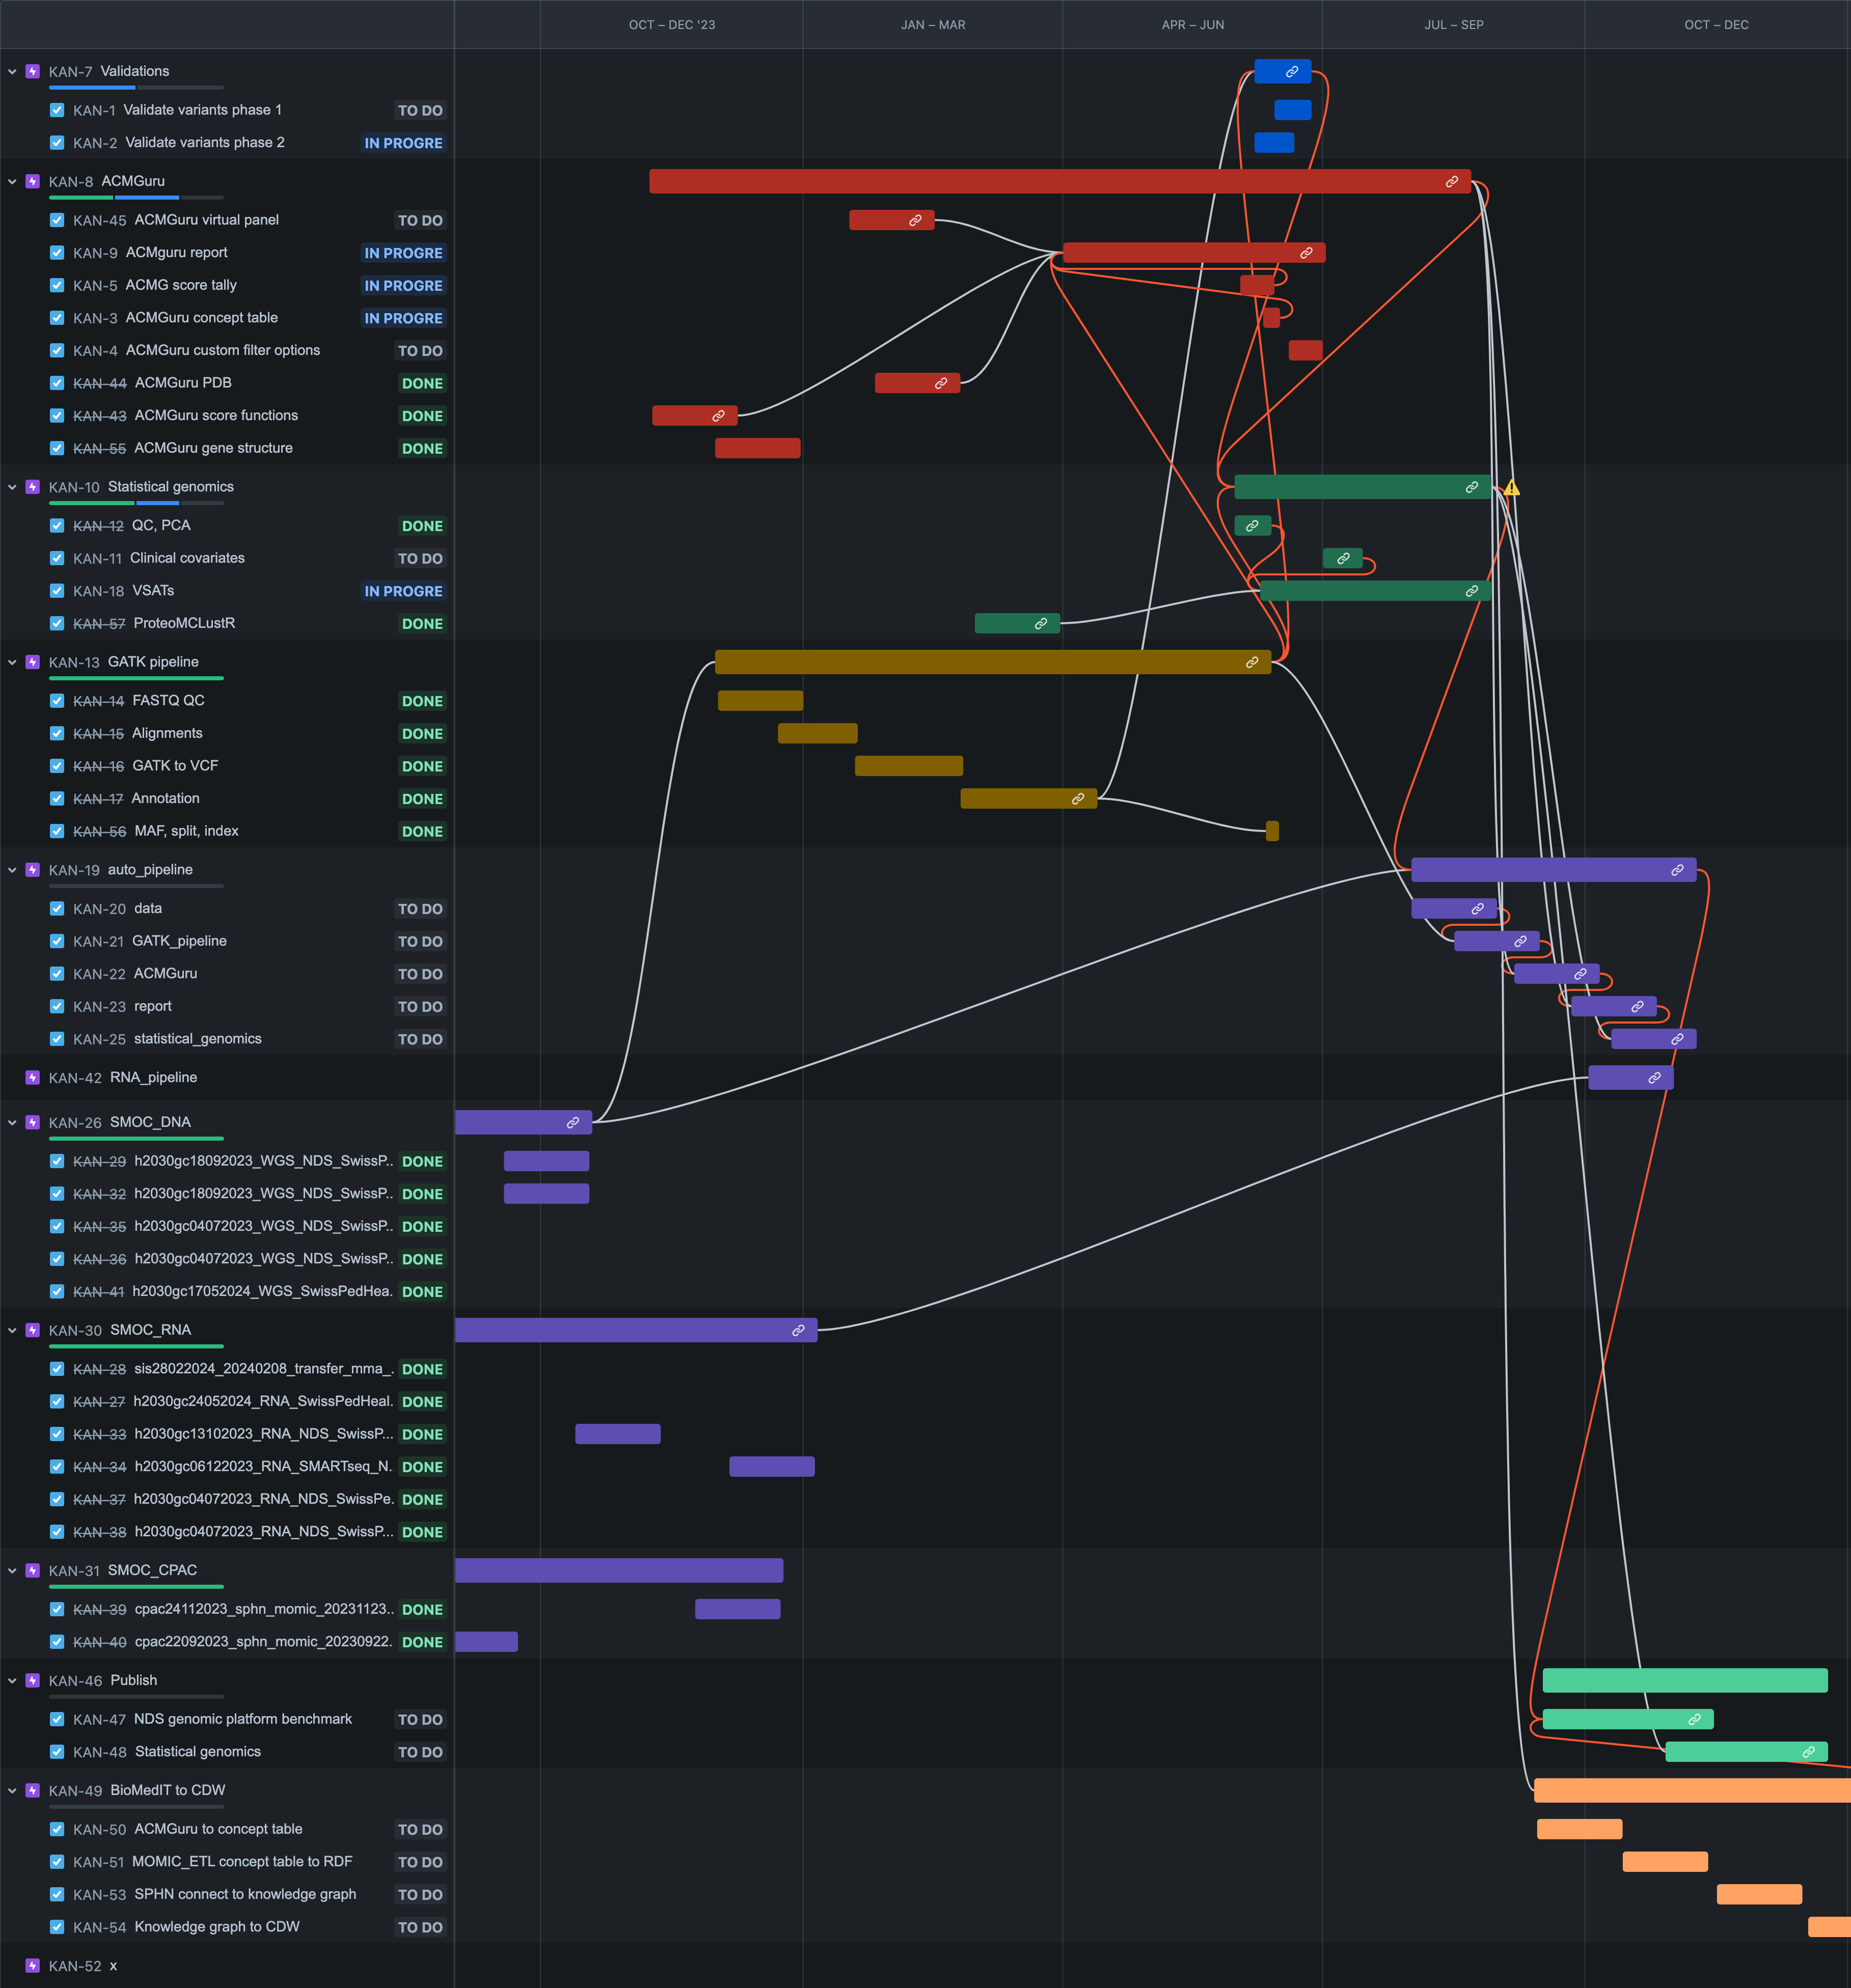 OCT – DEC '23 JAN – MAR APR – JUN JUL – SEP OCT – DEC
KAN-7 Validations
KAN-1 Validate variants phase 1 TO DO
KAN-2 Validate variants phase 2 IN PROGRE
KAN-8 ACMGuru
KAN-45 ACMGuru virtual panel TO DO
KAN-9 ACMguru report IN PROGRE
KAN-5 ACMG score tally IN PROGRE
KAN-3 ACMGuru concept table IN PROGRE
KAN-4 ACMGuru custom filter options TO DO
KAN-44 ACMGuru PDB DONE
KAN-43 ACMGuru score functions DONE
KAN-55 ACMGuru gene structure DONE
KAN-10 Statistical genomics
KAN-12 QC, PCA DONE
KAN-11 Clinical covariates TO DO
KAN-18 VSATs IN PROGRE
KAN-57 ProteoMCLustR DONE
KAN-13 GATK pipeline
KAN-14 FASTQ QC DONE
KAN-15 Alignments DONE
KAN-16 GATK to VCF DONE
KAN-17 Annotation DONE
KAN-56 MAF, split, index DONE
KAN-19 auto_pipeline
KAN-20 data TO DO
KAN-21 GATK_pipeline TO DO
KAN-22 ACMGuru TO DO
KAN-23 report TO DO
KAN-25 statistical_genomics TO DO
KAN-42 RNA_pipeline
KAN-26 SMOC_DNA
KAN-29 h2030gc18092023_WGS_NDS_SwissP.. DONE
KAN-32 h2030gc18092023_WGS_NDS_SwissP.. DONE
KAN-35 h2030gc04072023_WGS_NDS_SwissP.. DONE
KAN-36 h2030gc04072023_WGS_NDS_SwissP.. DONE
KAN-41 h2030gc17052024_WGS_SwissPedHea. DONE
KAN-30 SMOC_RNA
KAN-28 sis28022024_20240208_transfer_mma_. DONE
KAN-27 h2030gc24052024_RNA_SwissPedHeal. DONE
KAN-33 h2030gc13102023_RNA_NDS_SwissP... DONE
KAN-34 h2030gc06122023_RNA_SMARTseq_N. DONE
KAN-37 h2030gc04072023_RNA_NDS_SwissPe. DONE
KAN-38 h2030gc04072023_RNA_NDS_SwissP... DONE
KAN-31 SMOC_CPAC
KAN-39 cpac24112023_sphn_momic_20231123.. DONE
KAN-40 cpac22092023_sphn_momic_20230922. DONE
KAN-46 Publish
KAN-47 NDS genomic platform benchmark TO DO
KAN-48 Statistical genomics TO DO
KAN-49 BioMedIT to CDW
KAN-50 ACMGuru to concept table TO DO
KAN-51 MOMIC_ETL concept table to RDF TO DO
KAN-53 SPHN connect to knowledge graph TO DO
KAN-54 Knowledge graph to CDW TO DO
KAN-52 x